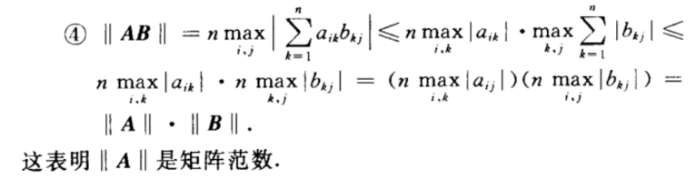 ④ ‖AB‖ = n max_{i,j} |∑_{k=1}^{n} a_{ik}b_{kj}| ≤ n max_{i,k} |a_{ik}| · max_{k,j} ∑_{k=1}^{n} |b_{kj}| ≤
n max_{i,k} |a_{ik}| · n max_{k,j} |b_{kj}| = (n max_{i,k} |a_{ij}|)(n max_{i,j} |b_{kj}|) =
‖A‖ · ‖B‖.
这表明‖A‖是矩阵范数.